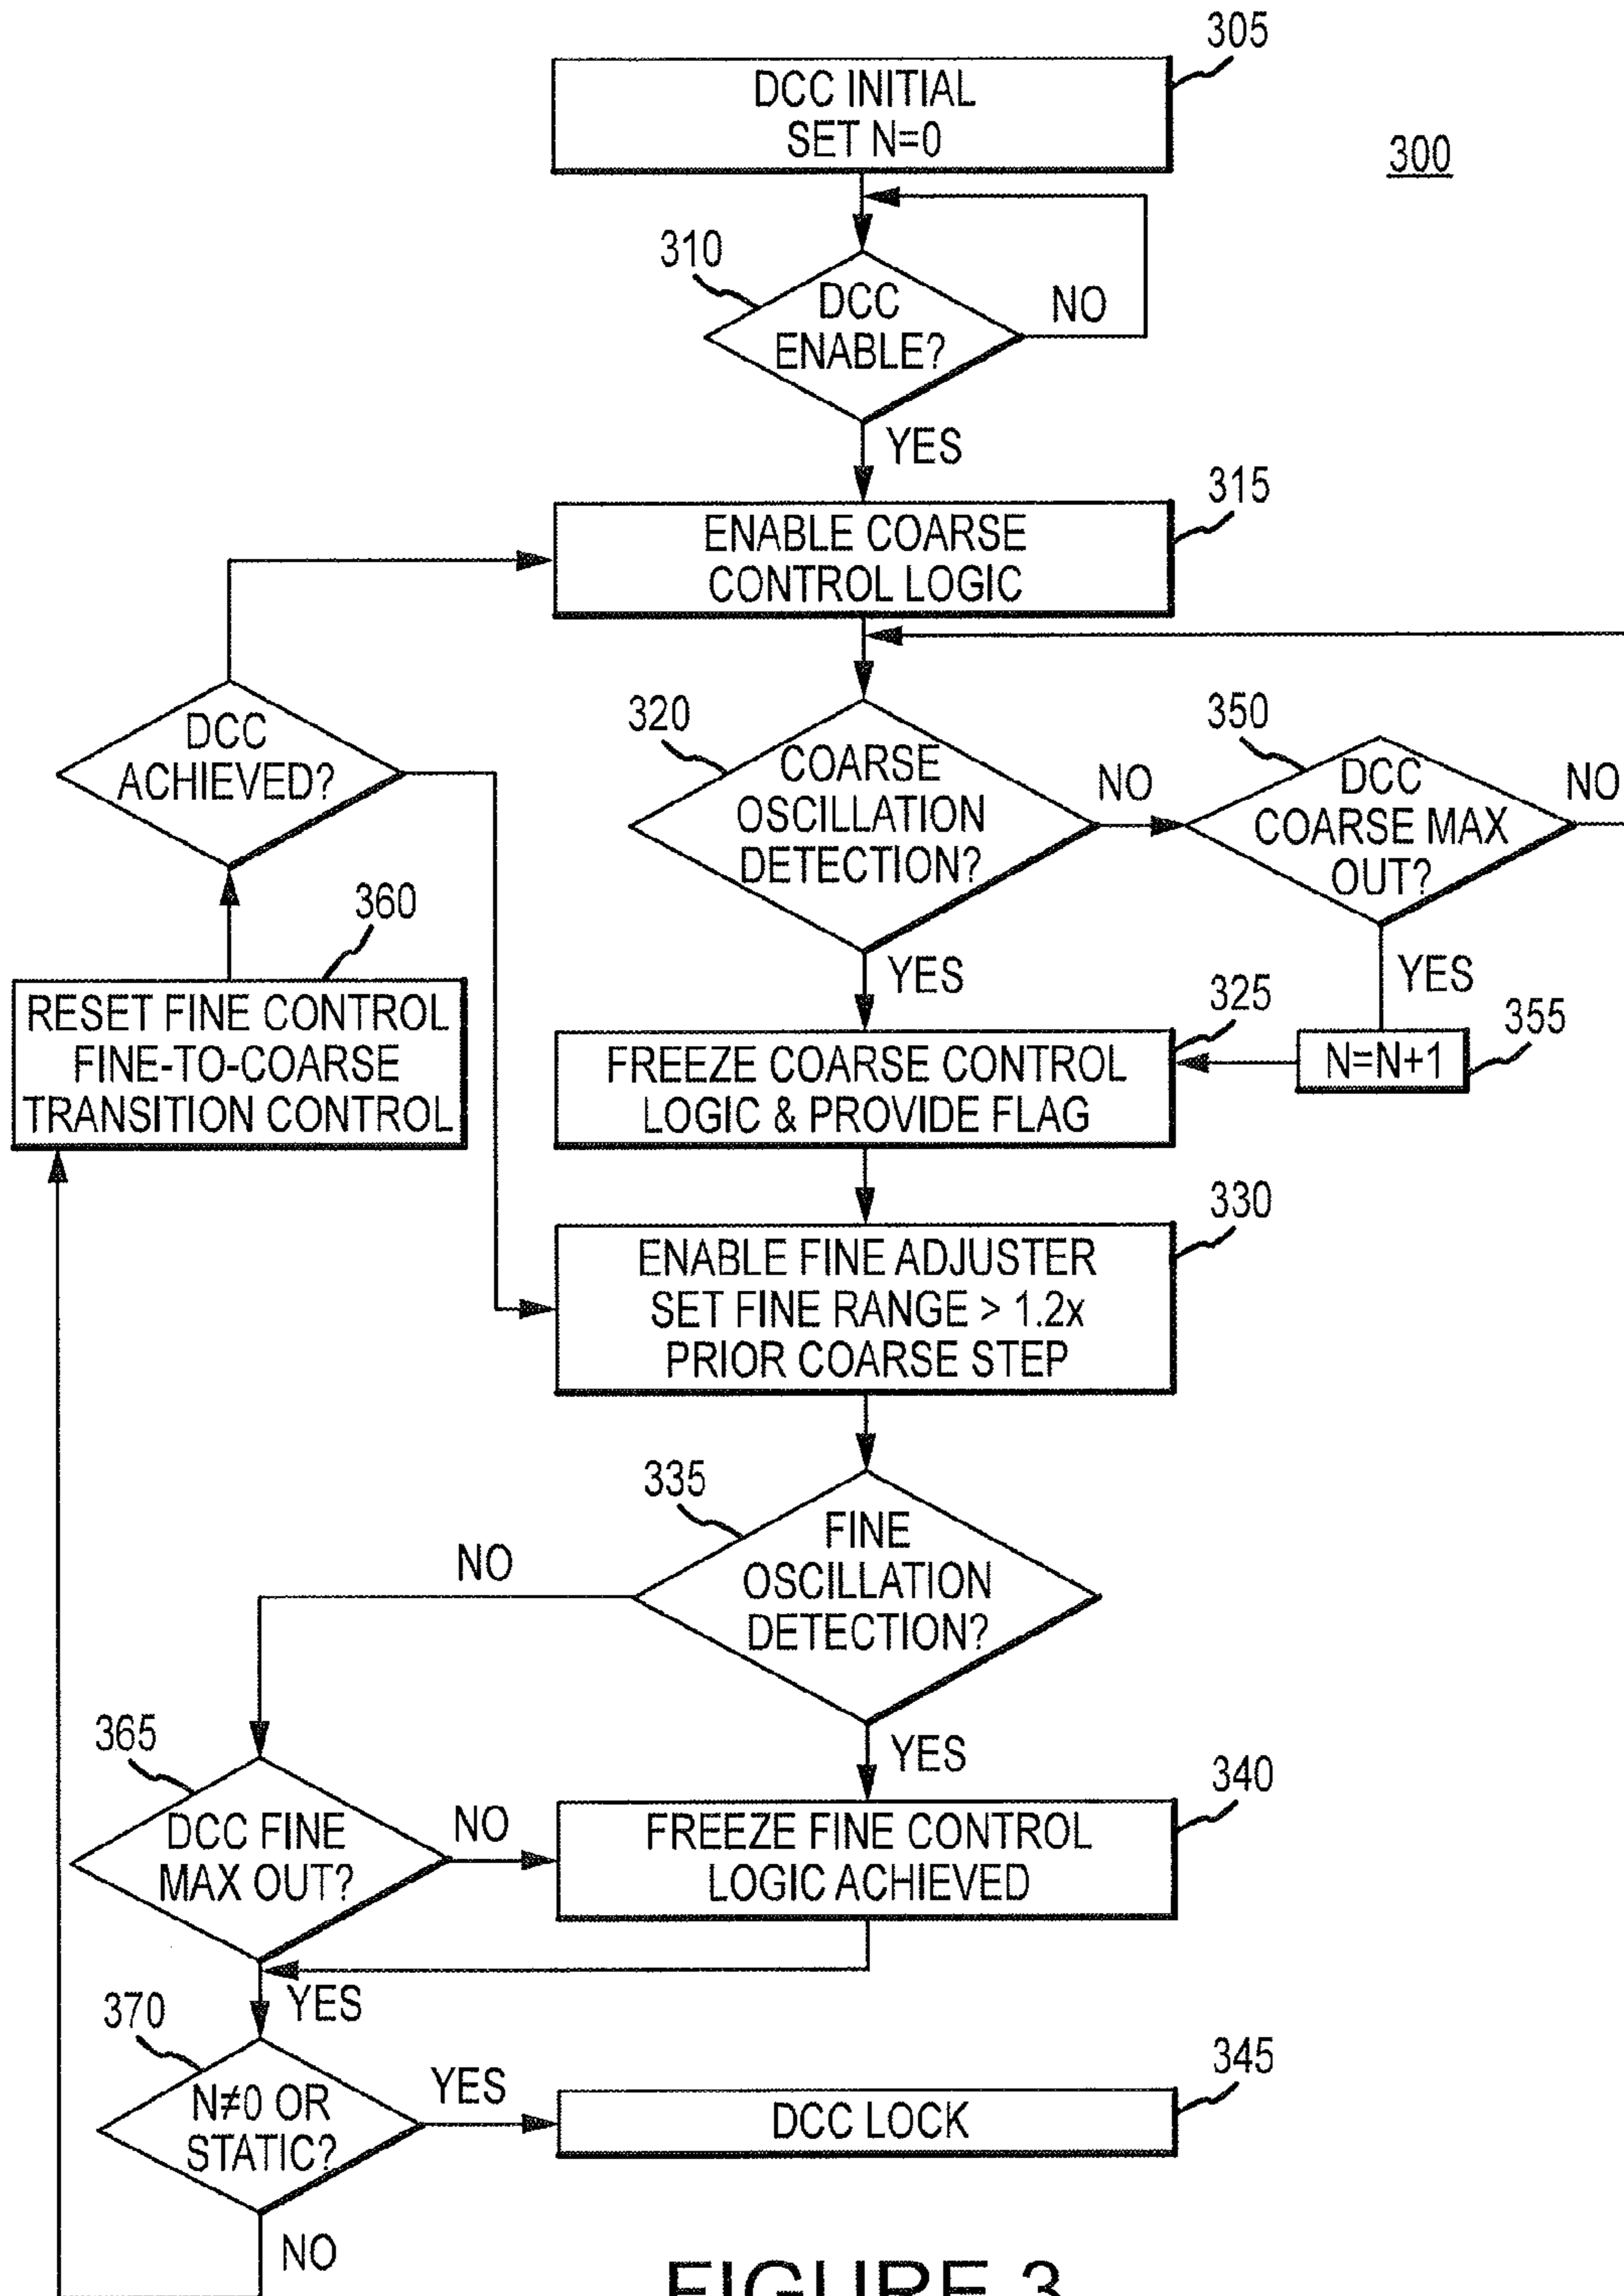 305
DCC INITIAL
SET N=0
300
310
DCC
ENABLE?
NO
YES
315
ENABLE COARSE
CONTROL LOGIC
DCC
ACHIEVED?
320
COARSE
OSCILLATION
DETECTION?
NO
350
DCC
COARSE MAX
OUT?
NO
YES
YES
360
RESET FINE CONTROL
FINE-TO-COARSE
TRANSITION CONTROL
325
FREEZE COARSE CONTROL
LOGIC & PROVIDE FLAG
355
N=N+1
330
ENABLE FINE ADJUSTER
SET FINE RANGE > 1.2x
PRIOR COARSE STEP
335
FINE
OSCILLATION
DETECTION?
NO
YES
365
DCC FINE
MAX OUT?
NO
340
FREEZE FINE CONTROL
LOGIC ACHIEVED
YES
370
N≠0 OR
STATIC?
YES
345
DCC LOCK
NO
FIGURE 3